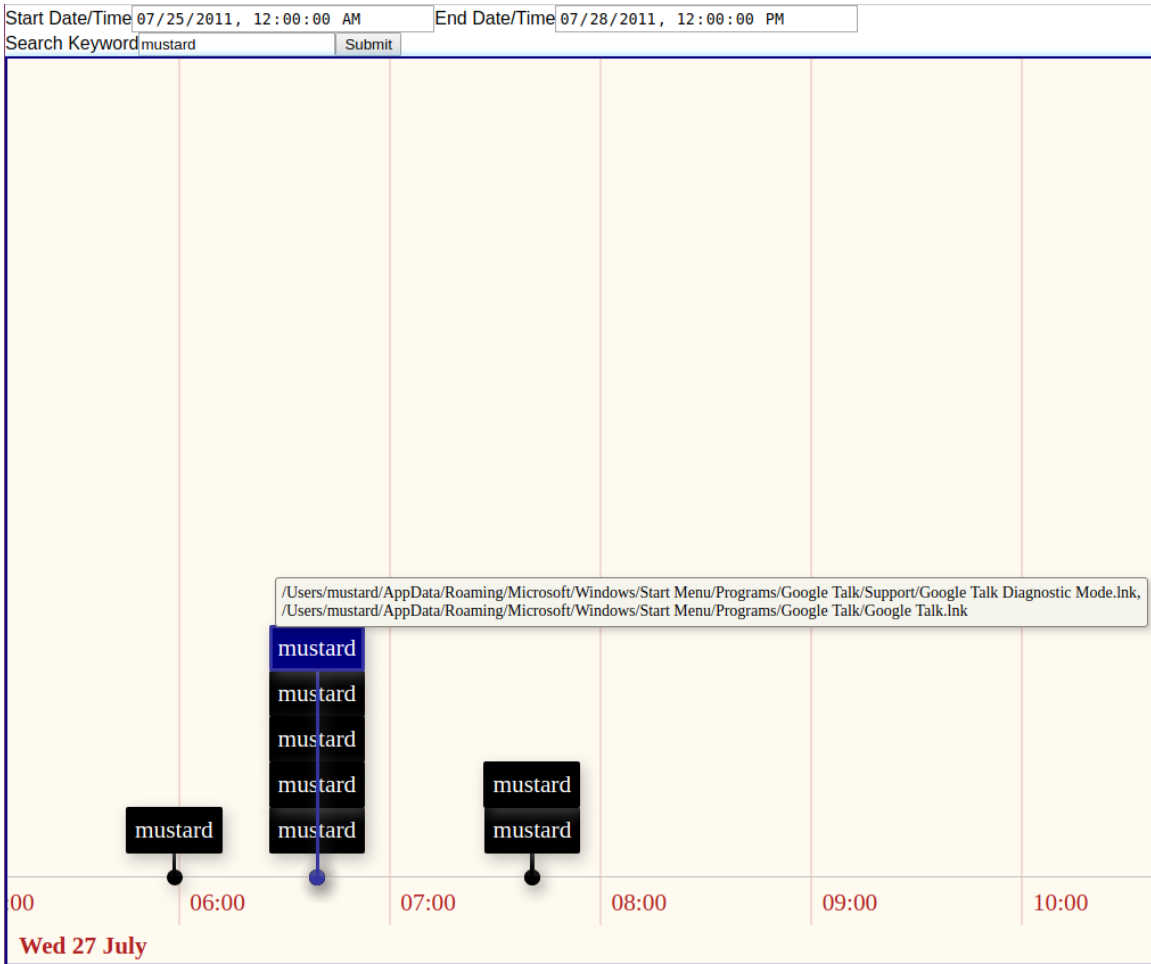 Start Date/Time 07/25/2011, 12:00:00 AM End Date/Time 07/28/2011, 12:00:00 PM
Search Keyword mustard Submit
/Users/mustard/AppData/Roaming/Microsoft/Windows/Start Menu/Programs/Google Talk/Support/Google Talk Diagnostic Mode.lnk,
/Users/mustard/AppData/Roaming/Microsoft/Windows/Start Menu/Programs/Google Talk/Google Talk.lnk
mustard
mustard
mustard
mustard mustard
mustard mustard mustard
:00 06:00 07:00 08:00 09:00 10:00
Wed 27 July